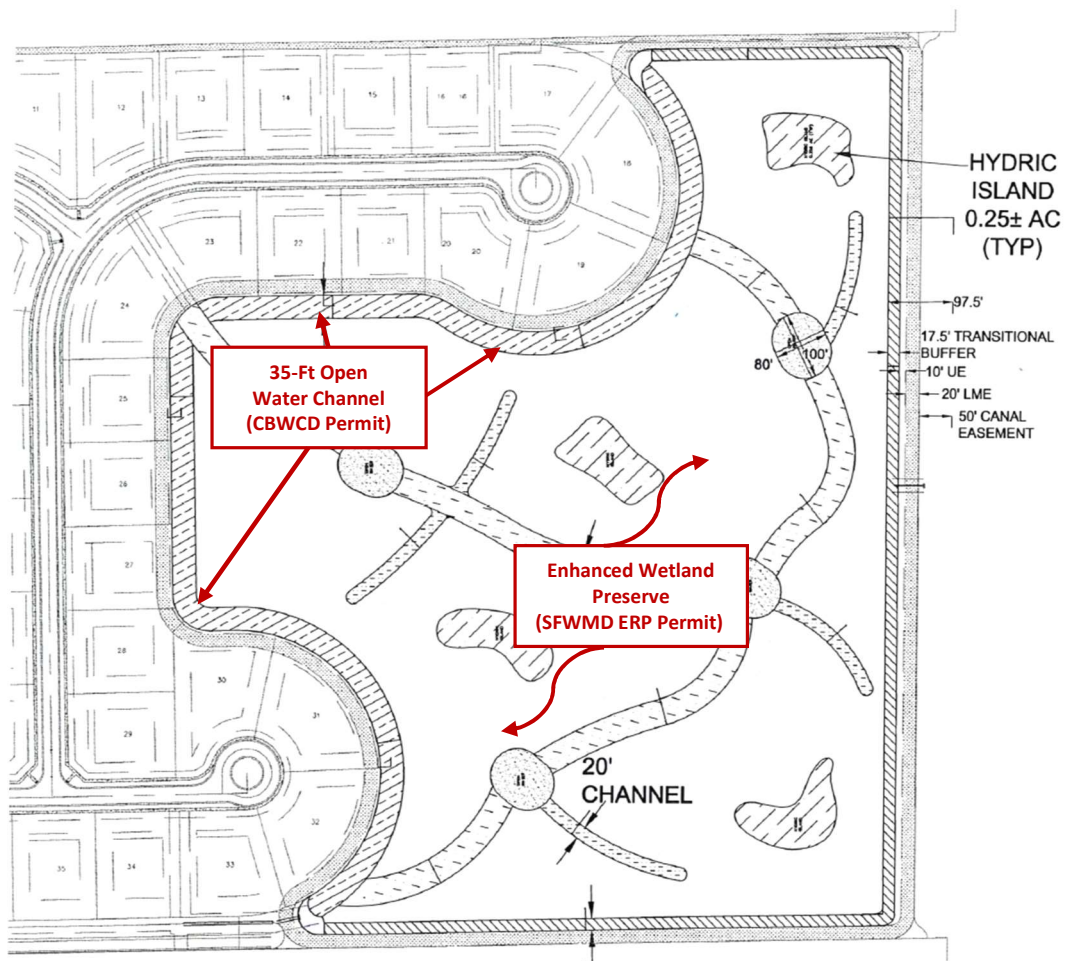 11
12
13
14
15
16 16
17
18
HYDRIC
ISLAND
0.25± AC
(TYP)
23
22
21
20
20
19
24
97.5'
17.5' TRANSITIONAL
BUFFER
10' UE
20' LME
50' CANAL
EASEMENT
80'
100'
35-Ft Open
Water Channel
(CBWCD Permit)
25
26
27
Enhanced Wetland
Preserve
(SFWMD ERP Permit)
28
30
29
31
20'
CHANNEL
32
35
34
33